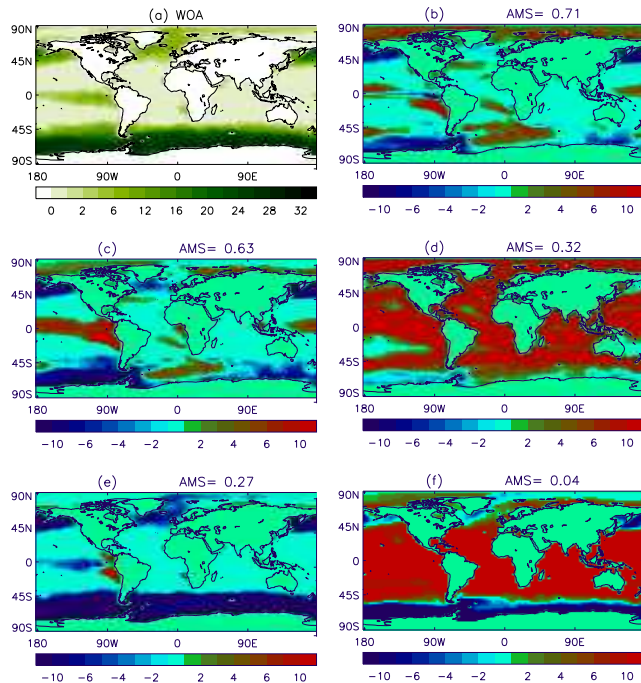 (a) WOA
90N
45N
0
45S
90S
180 90W 0 90E
0 2 6 12 16 24 28 32
(b) AMS= 0.71
90N
45N
0
45S
90S
180 90W 0 90E
-10 -6 -4 -2 2 4 6 10
(c) AMS= 0.63
90N
45N
0
45S
90S
180 90W 0 90E
-10 -6 -4 -2 2 4 6 10
(d) AMS= 0.32
90N
45N
0
45S
90S
180 90W 0 90E
-10 -6 -4 -2 2 4 6 10
(e) AMS= 0.27
90N
45N
0
45S
90S
180 90W 0 90E
-10 -6 -4 -2 2 4 6 10
(f) AMS= 0.04
90N
45N
0
45S
90S
180 90W 0 90E
-10 -6 -4 -2 2 4 6 10